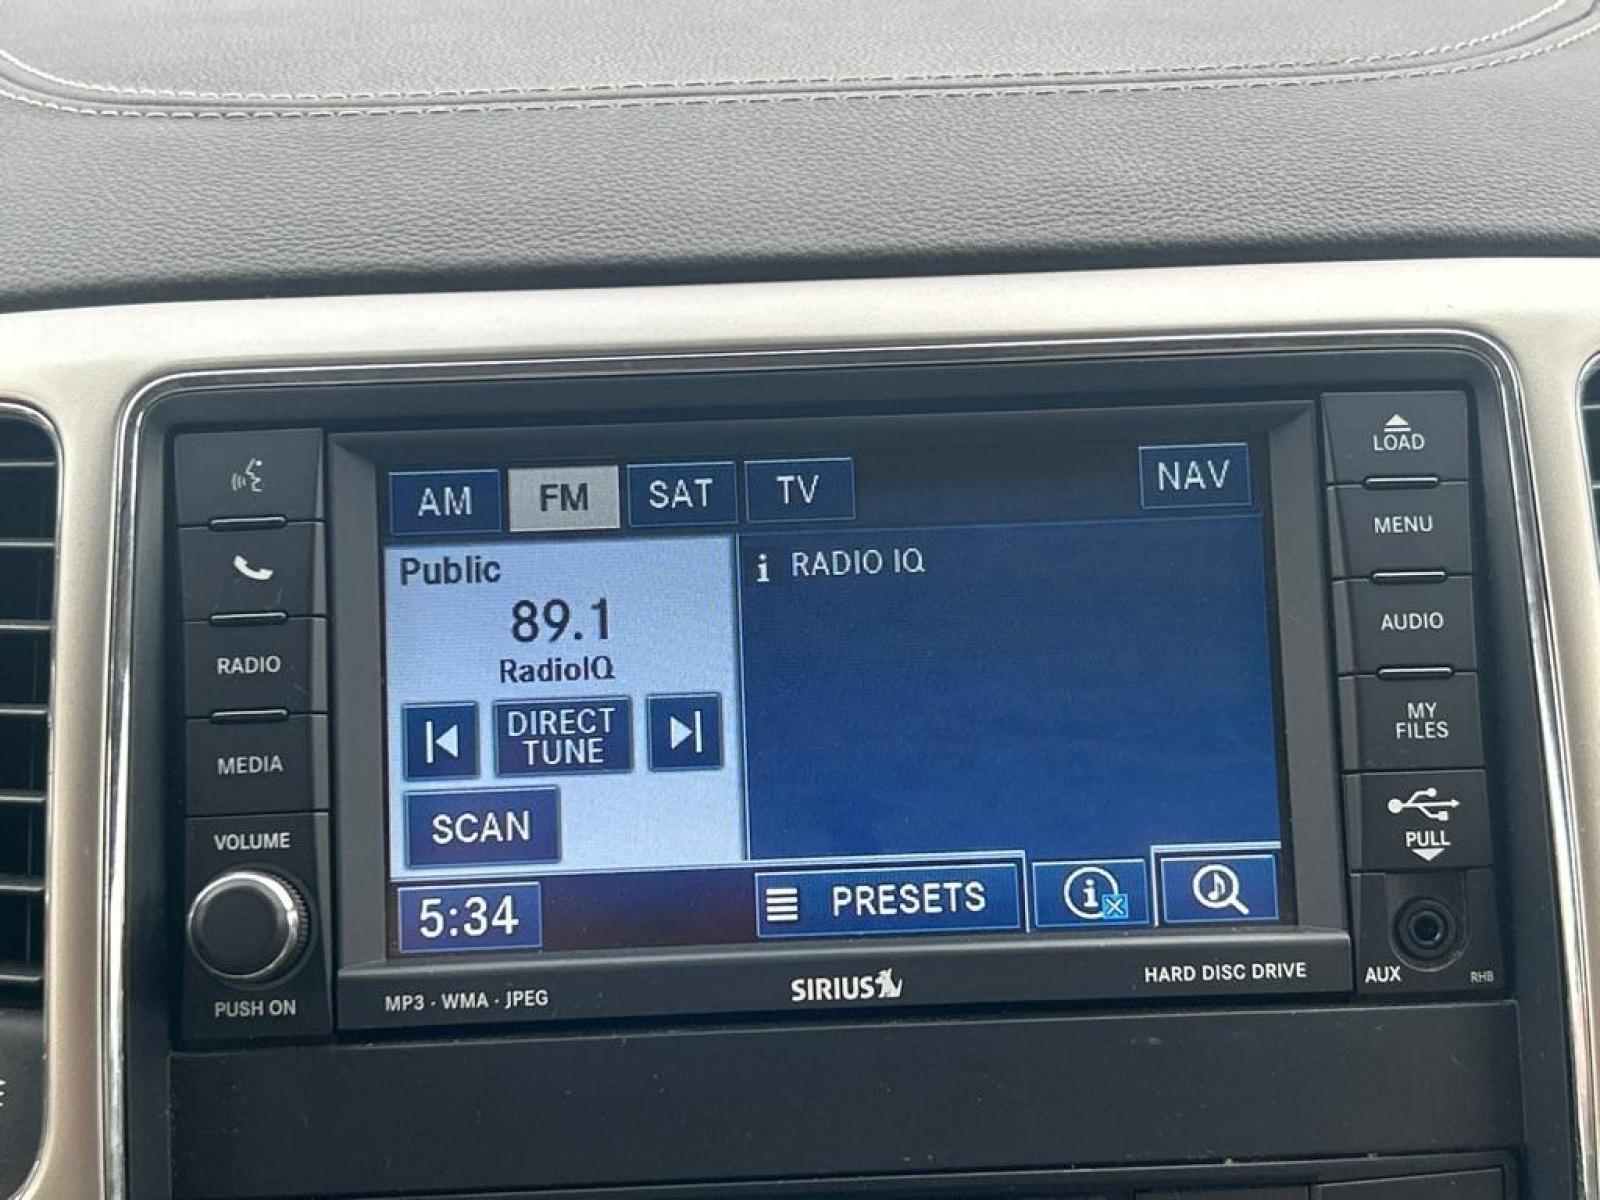 AM FM SAT TV NAV
Public
89.1
RadioIQ
DIRECT
TUNE
SCAN
5:34
i RADIO IQ
PRESETS
i
RADIO
MEDIA
VOLUME
PUSH ON
LOAD
MENU
AUDIO
MY
FILES
PULL
AUX RHB
MP3 · WMA · JPEG SIRIUS HARD DISC DRIVE